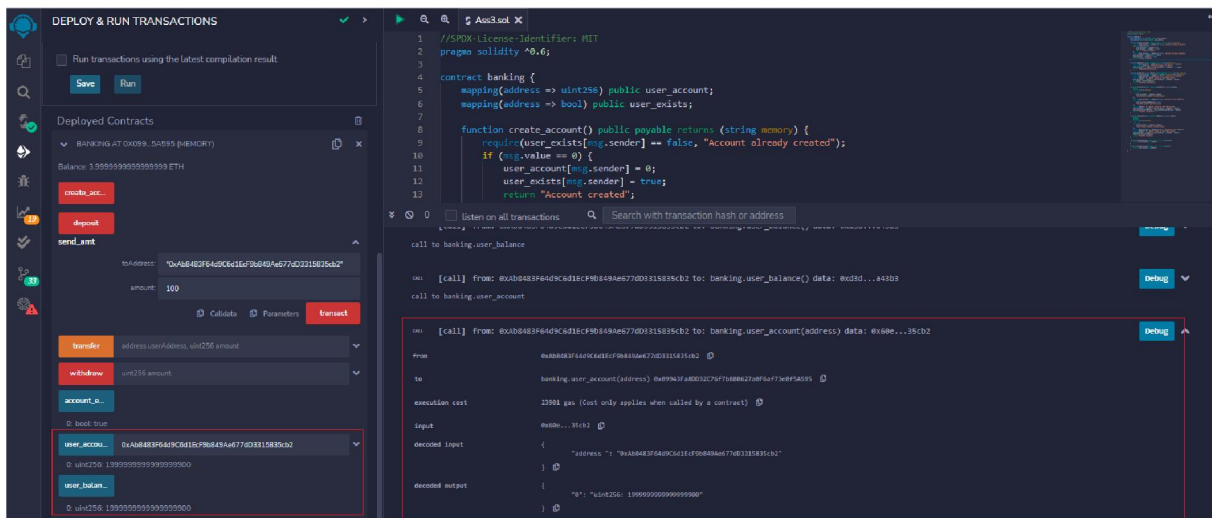 DEPLOY & RUN TRANSACTIONS
Run transactions using the latest compilation result
Save
Run
Deployed Contracts
BANKING AT 0X099...5A595 (MEMORY)
Balance: 3.9999999999999999 ETH
create_acc...
deposit
send_amt
toAddress: "0xAb8483F64d9C6d1EcF9b849Ae677dD3315835cb2"
amount: 100
Calldata
Parameters
transact
transfer address userAddress, uint256 amount
withdraw uint256 amount
account_e...
0: bool: true
user_accou... 0xAb8483F64d9C6d1EcF9b849Ae677dD3315835cb2
0: uint256: 1999999999999999900
user_balan...
0: uint256: 1999999999999999900
19
33
Ass3.sol
1 //SPDX-License-Identifier: MIT
2 pragma solidity ^0.6;
3
4 contract banking {
5 mapping(address => uint256) public user_account;
6 mapping(address => bool) public user_exists;
7
8 function create_account() public payable returns (string memory) {
9 require(user_exists[msg.sender] == false, "Account already created");
10 if (msg.value == 0) {
11 user_account[msg.sender] = 0;
12 user_exists[msg.sender] = true;
13 return "Account created";
0
listen on all transactions
Search with transaction hash or address
Debug
call to banking.user_balance
CALL [call] from: 0xAb8483F64d9C6d1EcF9b849Ae677dD3315835cb2 to: banking.user_balance() data: 0xd3d...a43b3
Debug
call to banking.user_account
CALL [call] from: 0xAb8483F64d9C6d1EcF9b849Ae677dD3315835cb2 to: banking.user_account(address) data: 0x60e...35cb2
Debug
from 0xAb8483F64d9C6d1EcF9b849Ae677dD3315835cb2
to banking.user_account(address)
execution cost 23901 gas (Cost only applies when called by a contract)
input 0x60e...35cb2
decoded input {
"address ": "0xAb8483F64d9C6d1EcF9b849Ae677dD3315835cb2"
}
decoded output {
"0": "uint256: 1999999999999999900"
}